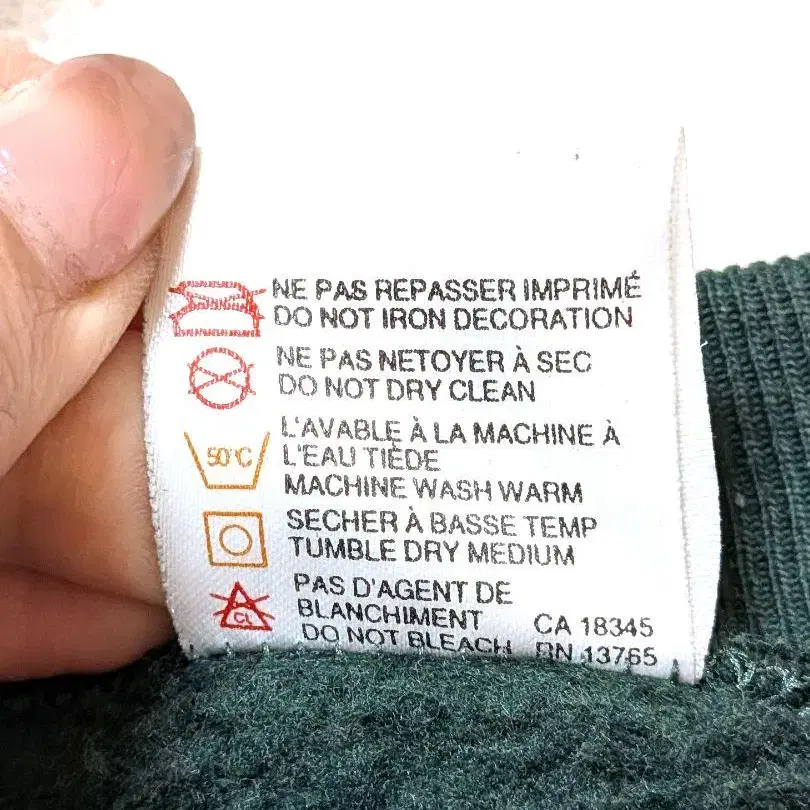 NE PAS REPASSER IMPRIMÉ
DO NOT IRON DECORATION
NE PAS NETOYER À SEC
DO NOT DRY CLEAN
L'AVABLE À LA MACHINE À
L'EAU TIÈDE
50°C
MACHINE WASH WARM
SECHER À BASSE TEMP
TUMBLE DRY MEDIUM
PAS D'AGENT DE
BLANCHIMENT
CL
DO NOT BLEACH
CA 18345
RN 13765